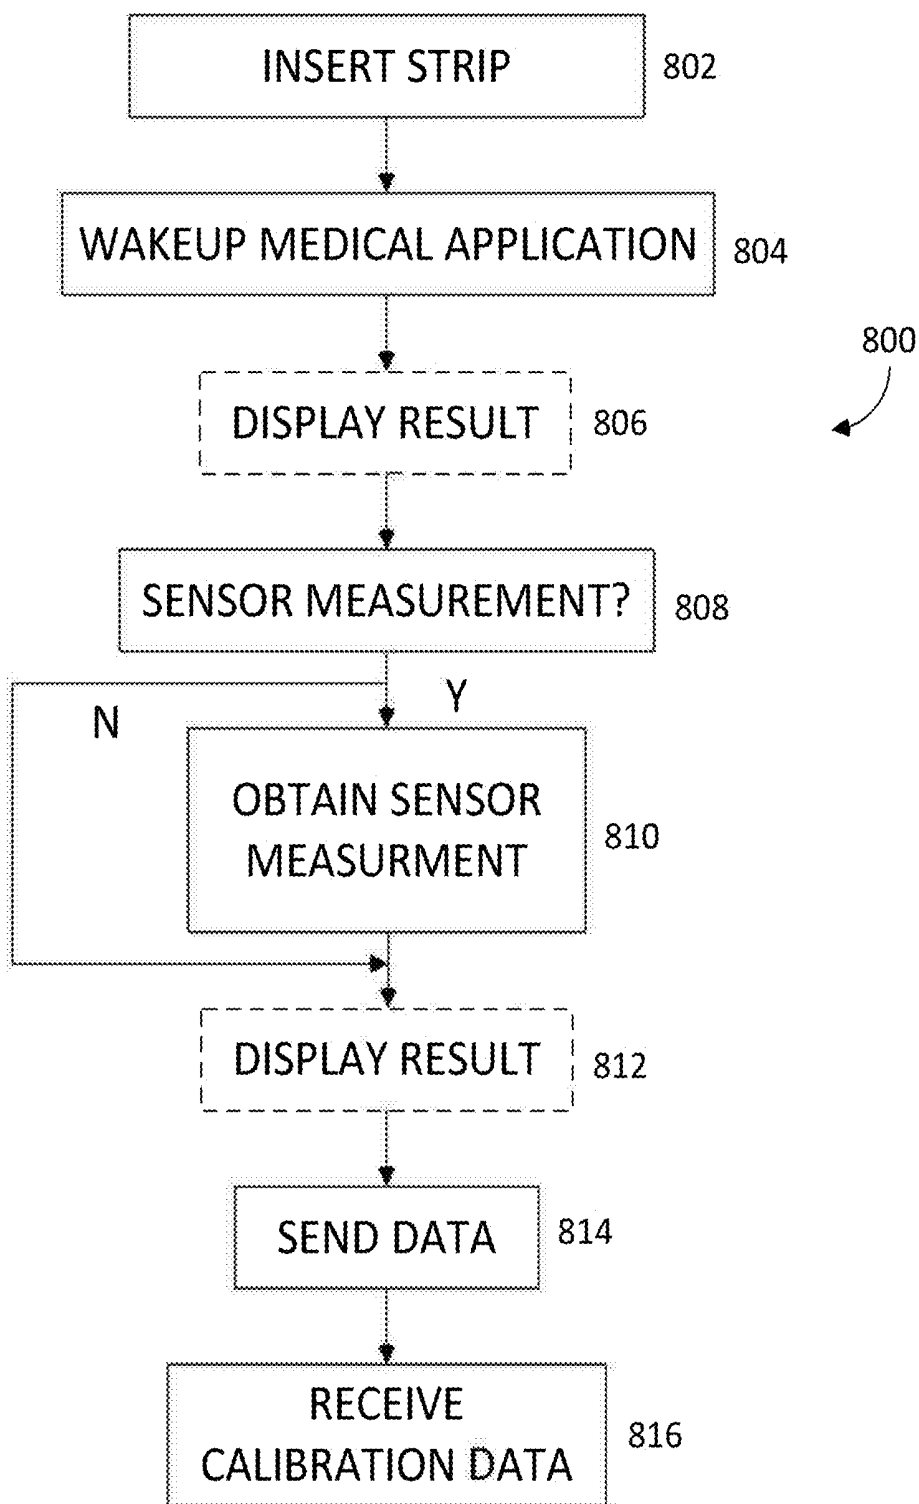 INSERT STRIP
802
WAKEUP MEDICAL APPLICATION
804
800
DISPLAY RESULT
806
SENSOR MEASUREMENT?
808
N
Y
OBTAIN SENSOR
MEASURMENT
810
DISPLAY RESULT
812
SEND DATA
814
RECEIVE
CALIBRATION DATA
816